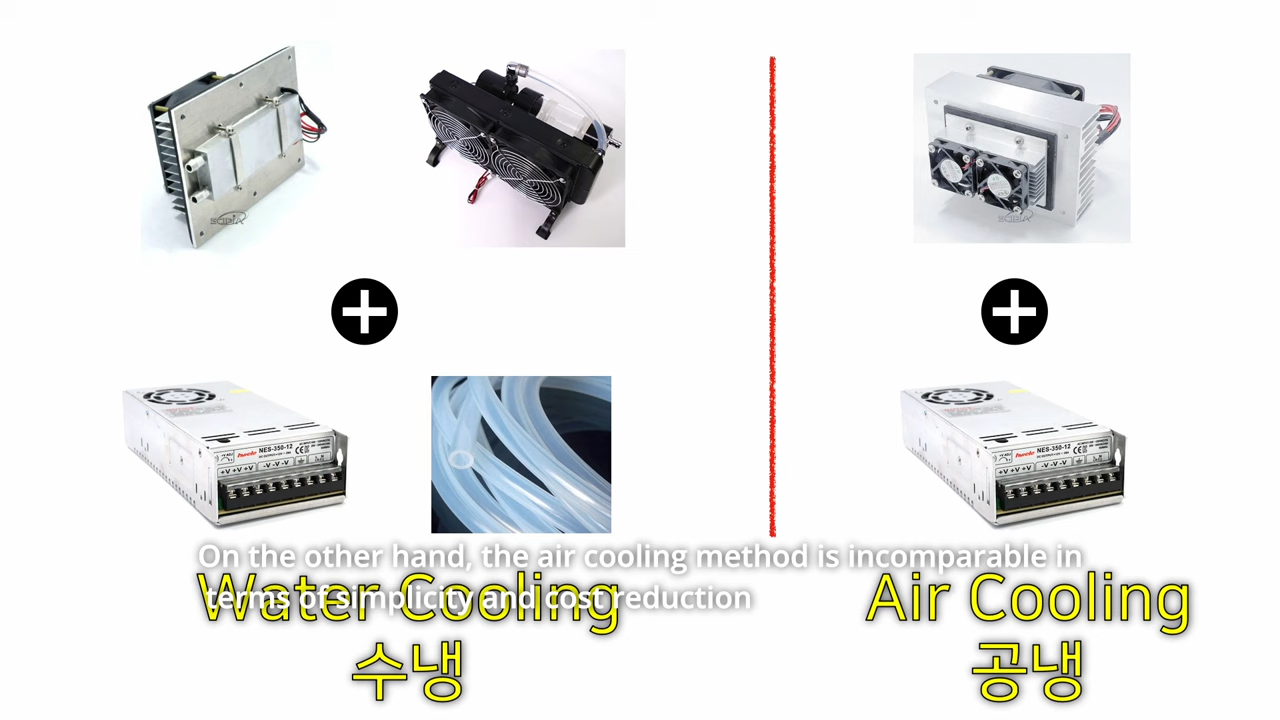 NES-350-12
+V +V +V
-V -V -V
NES-350-12
+V +V +V
-V -V -V
On the other hand, the air cooling method is incomparable in
terms of simplicity and cost reduction
Water Cooling
수냉
Air Cooling
공냉